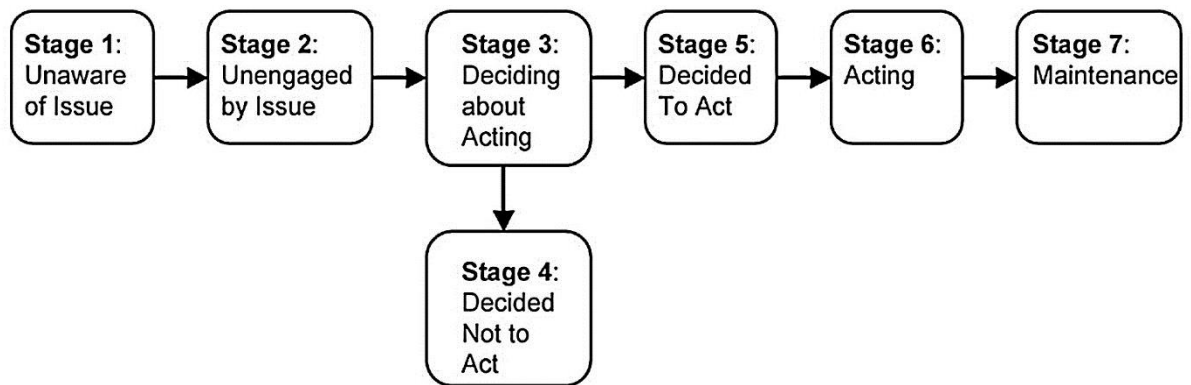 Stage 1:
Unaware
of Issue
Stage 2:
Unengaged
by Issue
Stage 3:
Deciding
about
Acting
Stage 5:
Decided
To Act
Stage 6:
Acting
Stage 7:
Maintenance
Stage 4:
Decided
Not to
Act